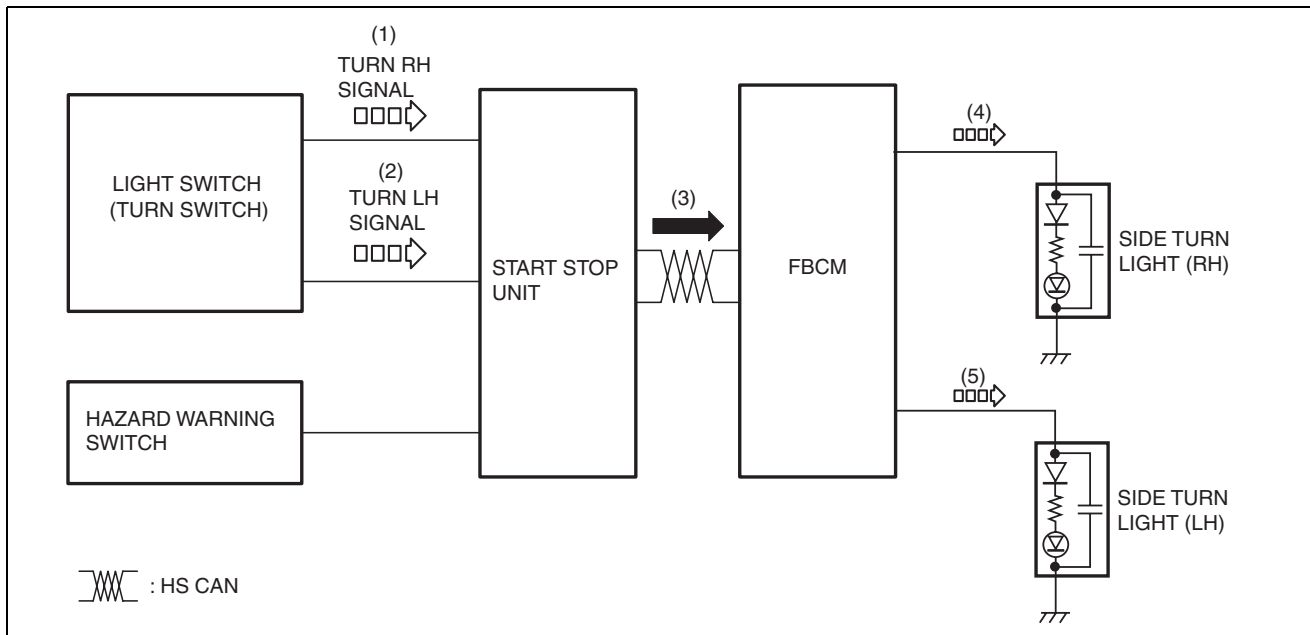 (1)
TURN RH
SIGNAL
(2)
TURN LH
SIGNAL
LIGHT SWITCH
(TURN SWITCH)
HAZARD WARNING
SWITCH
START STOP
UNIT
(3)
FBCM
(4)
SIDE TURN
LIGHT (RH)
(5)
SIDE TURN
LIGHT (LH)
: HS CAN